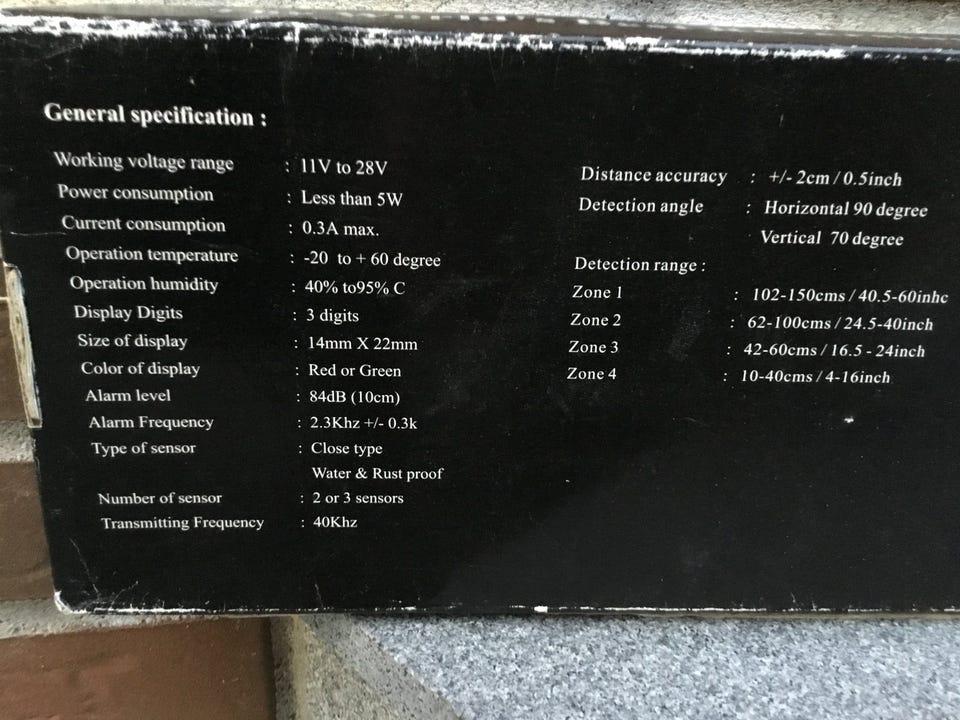 General specification :
Working voltage range : 11V to 28V
Power consumption : Less than 5W
Current consumption : 0.3A max.
Operation temperature : -20 to + 60 degree
Operation humidity : 40% to95% C
Display Digits : 3 digits
Size of display : 14mm X 22mm
Color of display : Red or Green
Alarm level : 84dB (10cm)
Alarm Frequency : 2.3Khz +/- 0.3k
Type of sensor : Close type
Water & Rust proof
Number of sensor : 2 or 3 sensors
Transmitting Frequency : 40Khz
Distance accuracy : +/- 2cm / 0.5inch
Detection angle : Horizontal 90 degree
Vertical 70 degree
Detection range :
Zone 1 : 102-150cms / 40.5-60inhc
Zone 2 : 62-100cms / 24.5-40inch
Zone 3 : 42-60cms / 16.5 - 24inch
Zone 4 : 10-40cms / 4-16inch